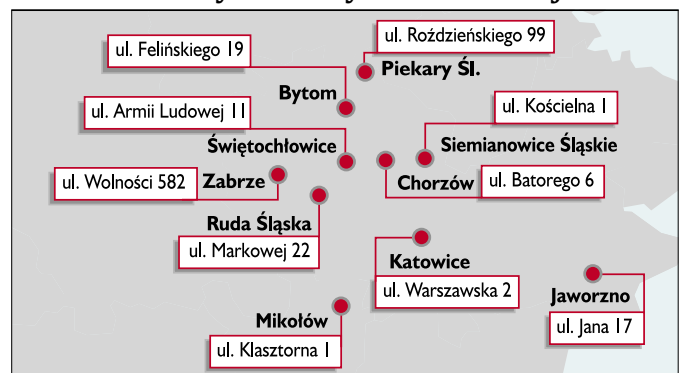 ul. Roździeńskiego 99
ul. Felińskiego 19
Piekary Śl.
Bytom
ul. Kościelna 1
ul. Armii Ludowej 11
Świętochłowice
Siemianowice Śląskie
ul. Wolności 582
Zabrze
Chorzów
ul. Batorego 6
Ruda Śląska
ul. Markowej 22
Katowice
ul. Warszawska 2
Jaworzno
Mikołów
ul. Jana 17
ul. Klasztorna 1